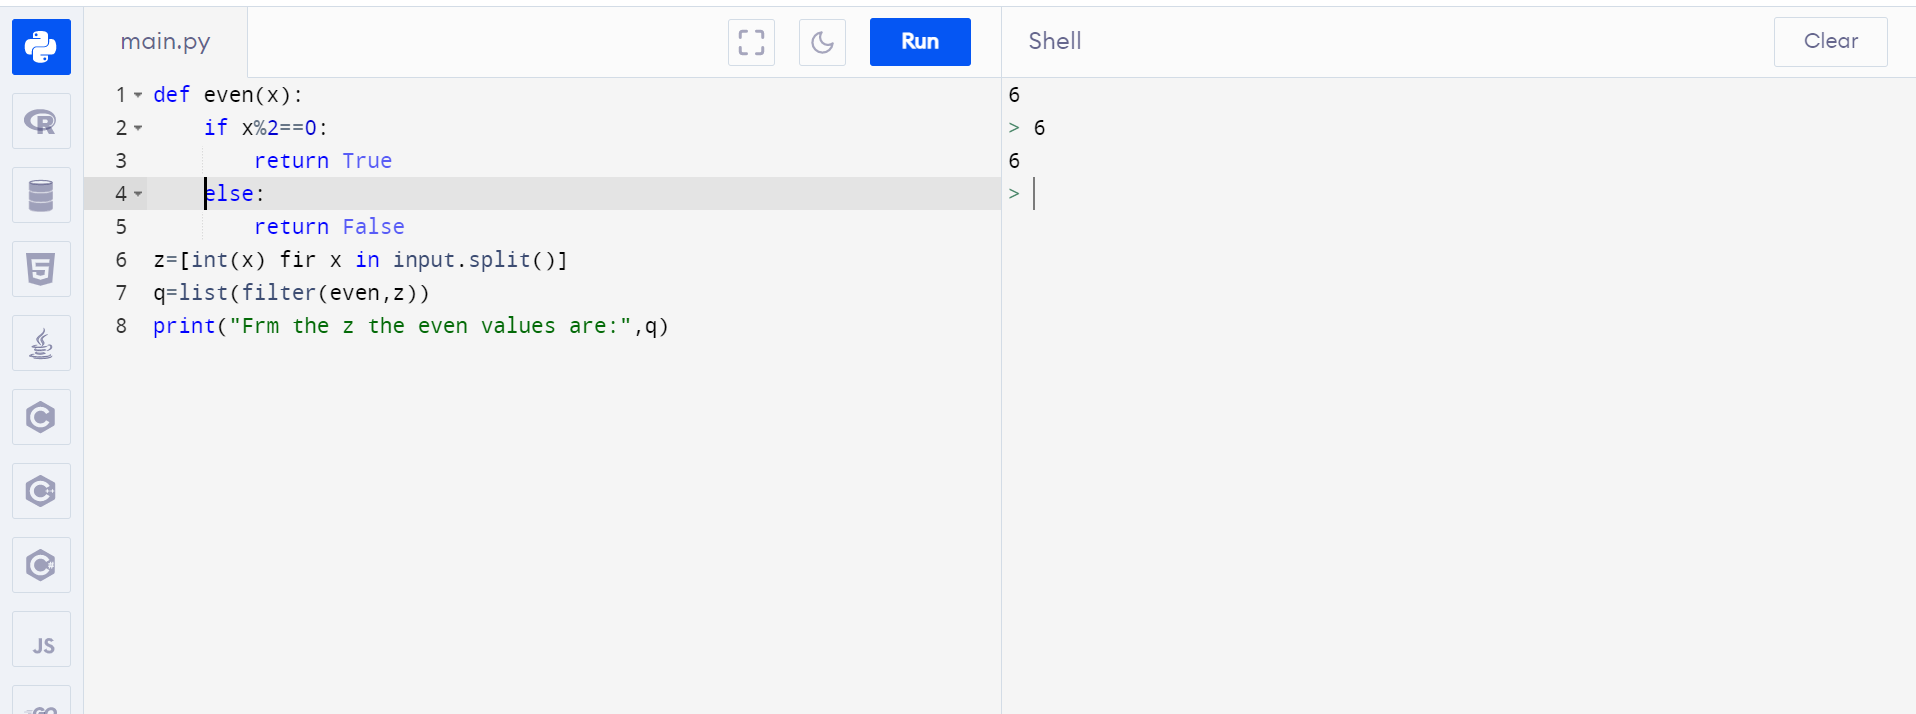 main.py
Run
Shell
Clear
1 def even(x):
2 if x%2==0:
3 return True
4 else:
5 return False
6 z=[int(x) fir x in input.split()]
7 q=list(filter(even,z))
8 print("Frm the z the even values are:",q)
6
> 6
6
>
R
5
C
C++
C#
JS
GO